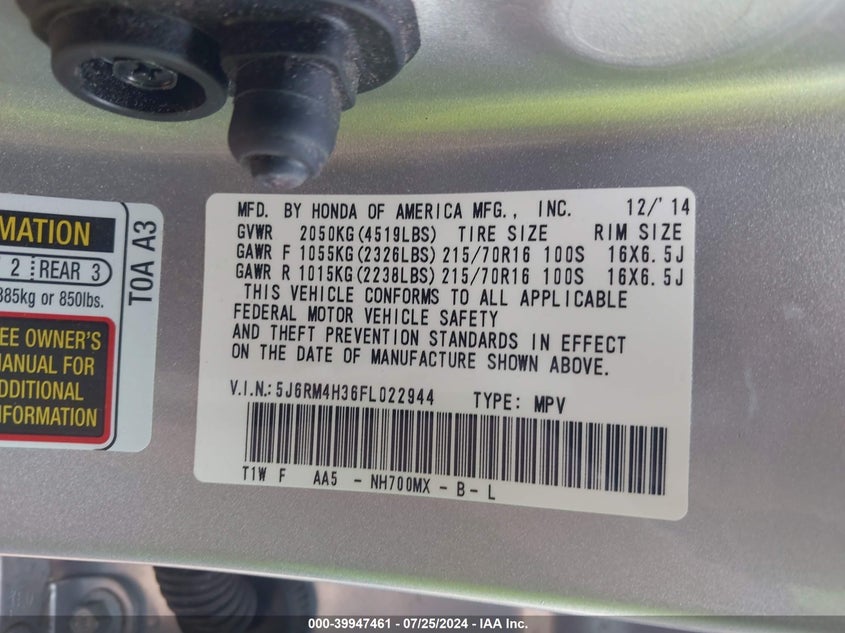 MATION
2 REAR 3
385kg or 850lbs.
EE OWNER'S
MANUAL FOR
ADDITIONAL
NFORMATION
T0A A3
MFD. BY HONDA OF AMERICA MFG., INC. 12/'14
GVWR 2050KG(4519LBS) TIRE SIZE RIM SIZE
GAWR F 1055KG(2326LBS) 215/70R16 100S 16X6.5J
GAWR R 1015KG(2238LBS) 215/70R16 100S 16X6.5J
THIS VEHICLE CONFORMS TO ALL APPLICABLE
FEDERAL MOTOR VEHICLE SAFETY
AND THEFT PREVENTION STANDARDS IN EFFECT
ON THE DATE OF MANUFACTURE SHOWN ABOVE.
V.I.N.: 5J6RM4H36FL022944 TYPE: MPV
T1W F AA5 - NH700MX - B - L
000-39947461 - 07/25/2024 - IAA Inc.